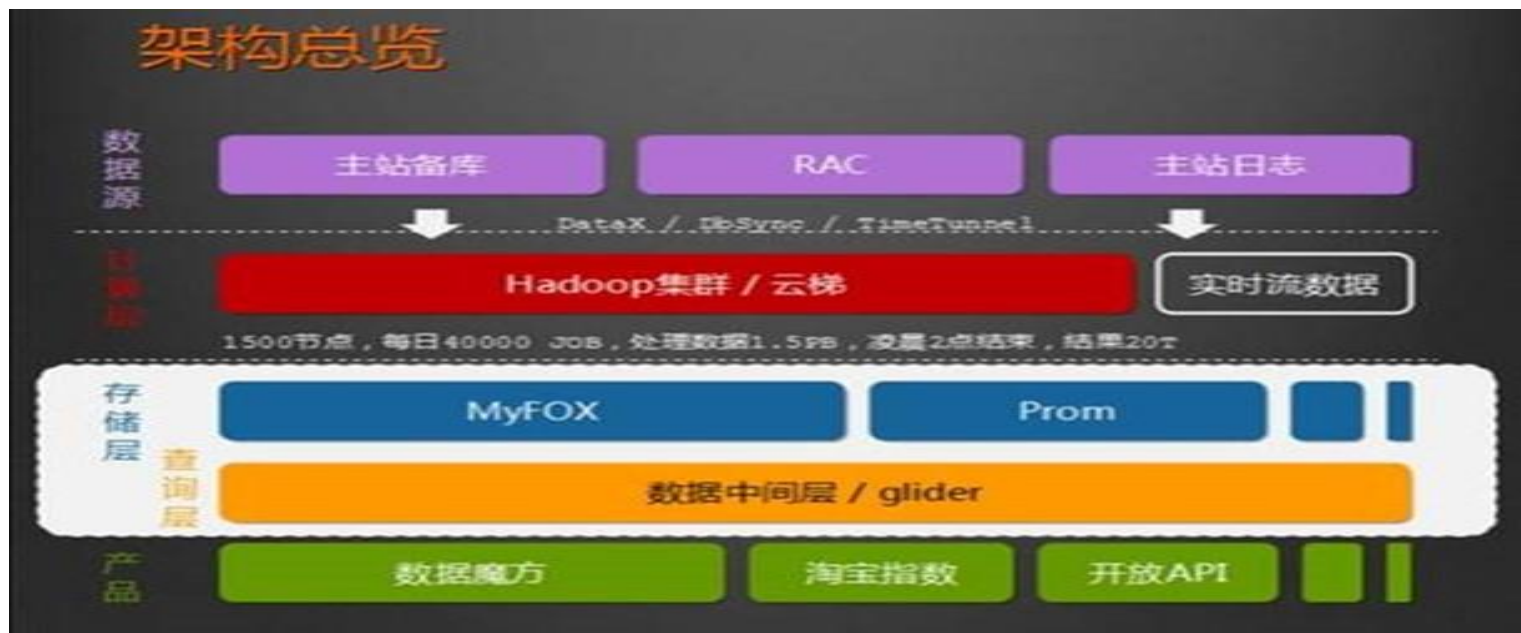 架构总览
数据源
主站备库
RAC
主站日志
DataX / DbSync / TimeTunnel
计算层
Hadoop集群 / 云梯
实时流数据
1500节点，每日40000 JOB，处理数据1.5PB，凌晨2点结束，结果20T
存储层
MyFOX
Prom
查询层
数据中间层 / glider
产品
数据魔方
淘宝指数
开放API